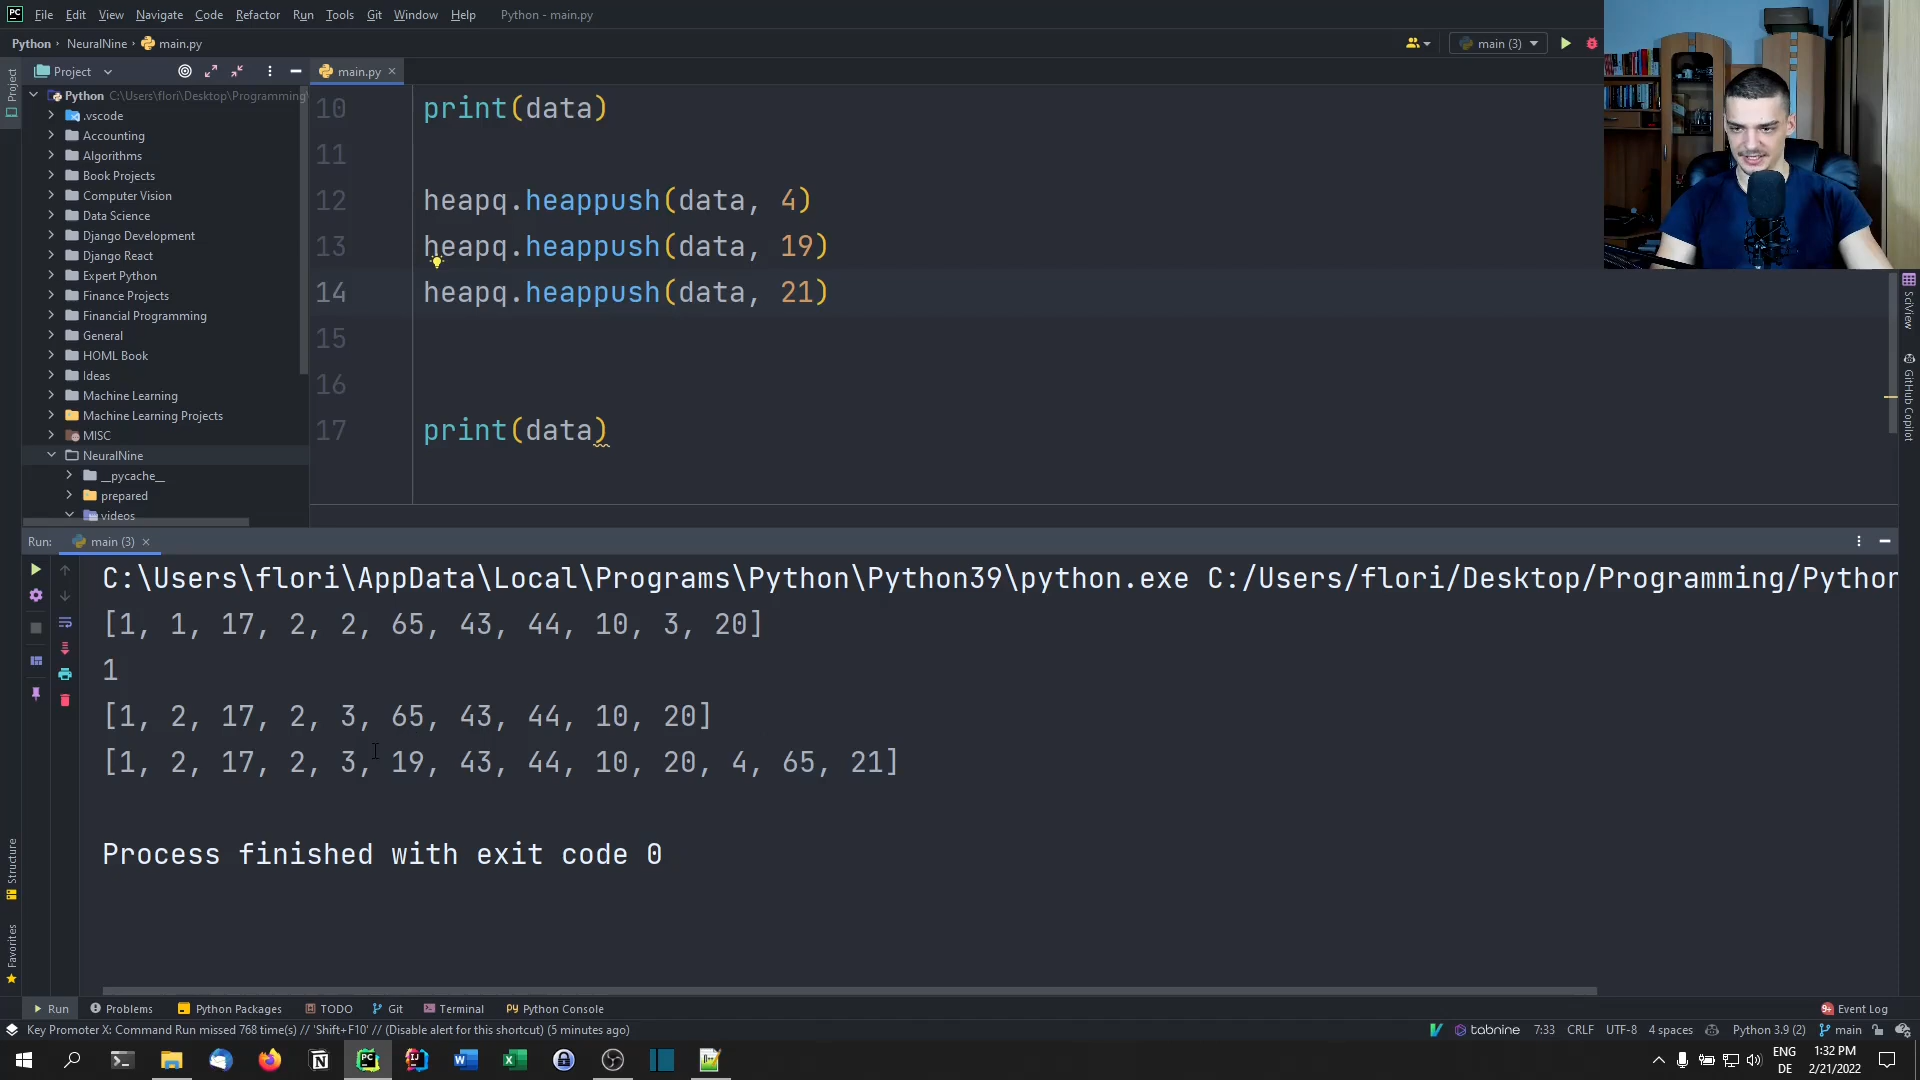 File Edit View Navigate Code Refactor Run Tools Git Window Help Python - main.py
Python NeuralNine main.py
main (3)
Project
main.py
Project
Python C:\Users\flori\Desktop\Programming
.vscode
Accounting
Algorithms
Book Projects
Computer Vision
Data Science
Django Development
Django React
Expert Python
Finance Projects
Financial Programming
General
HOML Book
Ideas
Machine Learning
Machine Learning Projects
MISC
NeuralNine
__pycache__
prepared
videos
10 print(data)
11
12 heapq.heappush(data, 4)
13 heapq.heappush(data, 19)
14 heapq.heappush(data, 21)
15
16
17 print(data)
SciView
GitHub Copilot
Run: main (3)
C:\Users\flori\AppData\Local\Programs\Python\Python39\python.exe C:/Users/flori/Desktop/Programming/Python
[1, 1, 17, 2, 2, 65, 43, 44, 10, 3, 20]
1
[1, 2, 17, 2, 3, 65, 43, 44, 10, 20]
[1, 2, 17, 2, 3, 19, 43, 44, 10, 20, 4, 65, 21]
Process finished with exit code 0
Structure
Favorites
Run Problems Python Packages TODO Git Terminal Python Console Event Log
Key Promoter X: Command Run missed 768 time(s) // 'Shift+F10' // (Disable alert for this shortcut) (5 minutes ago)
tabnine 7:33 CRLF UTF-8 4 spaces Python 3.9 (2) main
ENG
DE
1:32 PM
2/21/2022